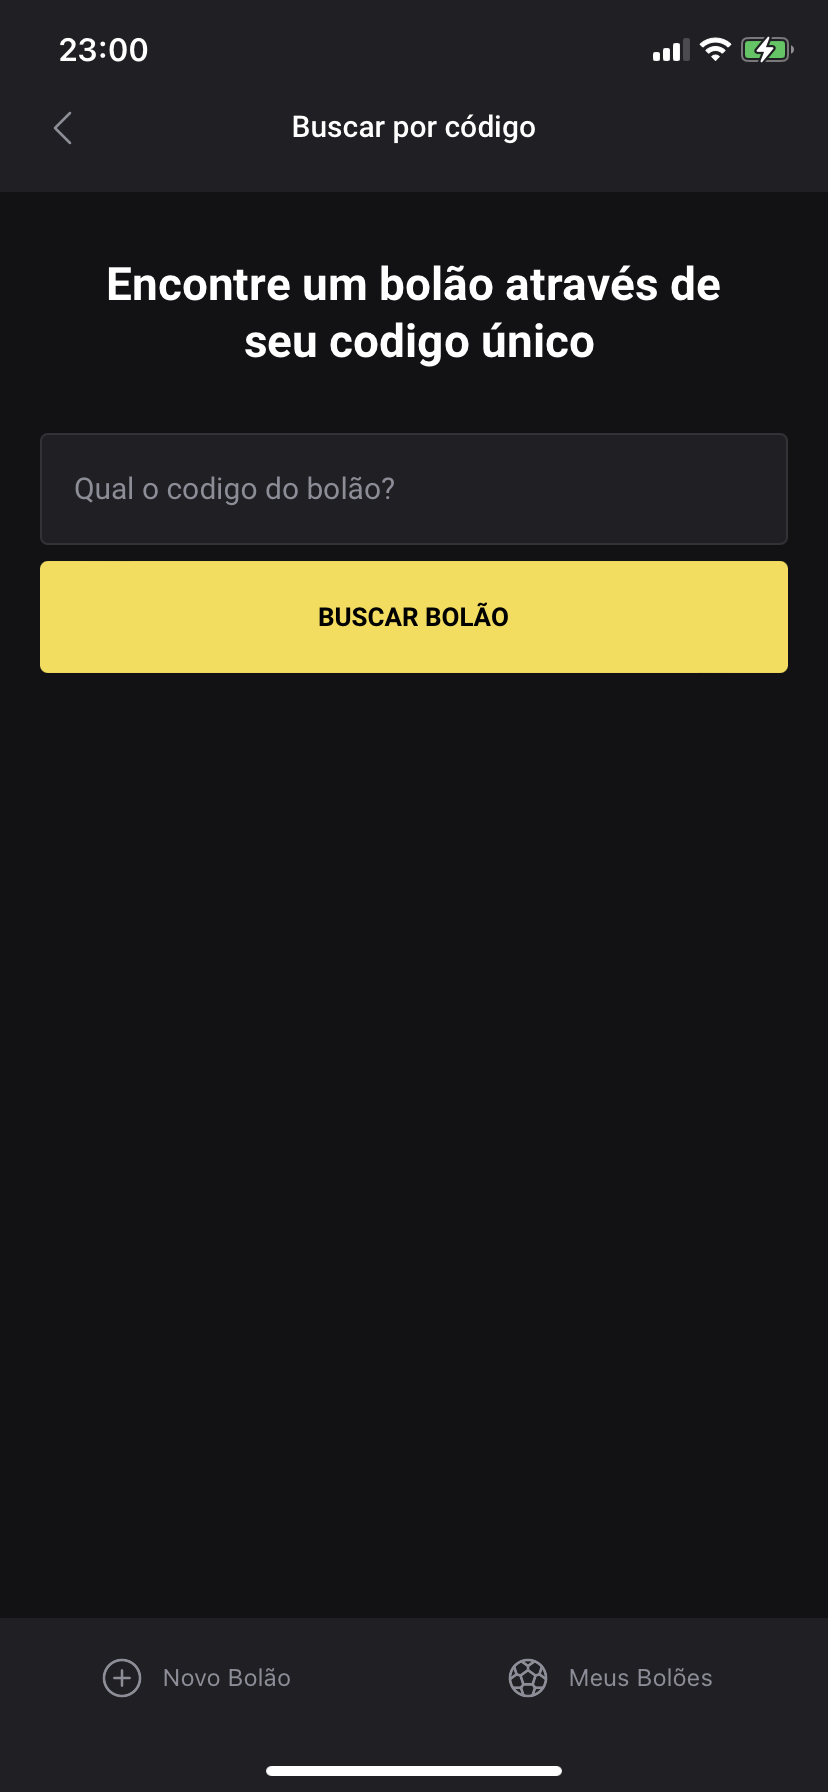 23:00
Buscar por código
Encontre um bolão através de
seu codigo único
Qual o codigo do bolão?
BUSCAR BOLÃO
Novo Bolão
Meus Bolões